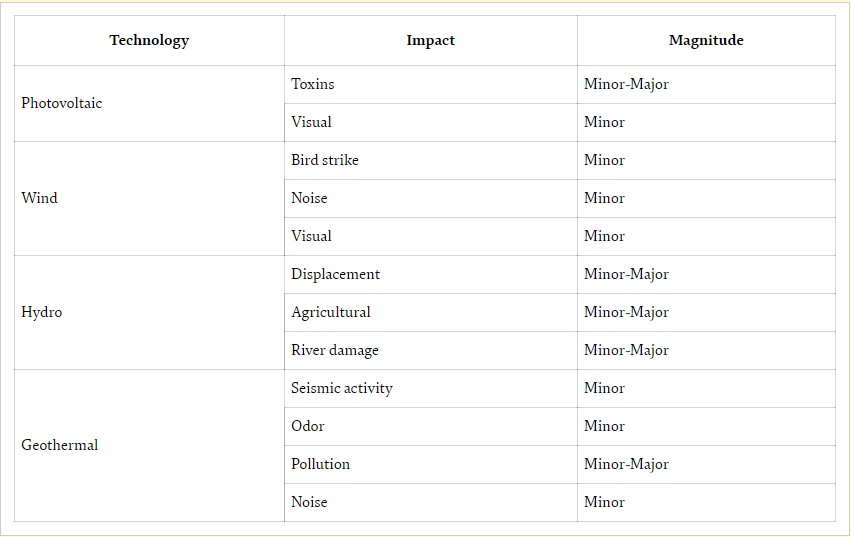 Technology Impact Magnitude
Photovoltaic
Toxins Minor-Major
Visual Minor
Wind
Bird strike Minor
Noise Minor
Visual Minor
Hydro
Displacement Minor-Major
Agricultural Minor-Major
River damage Minor-Major
Geothermal
Seismic activity Minor
Odor Minor
Pollution Minor-Major
Noise Minor